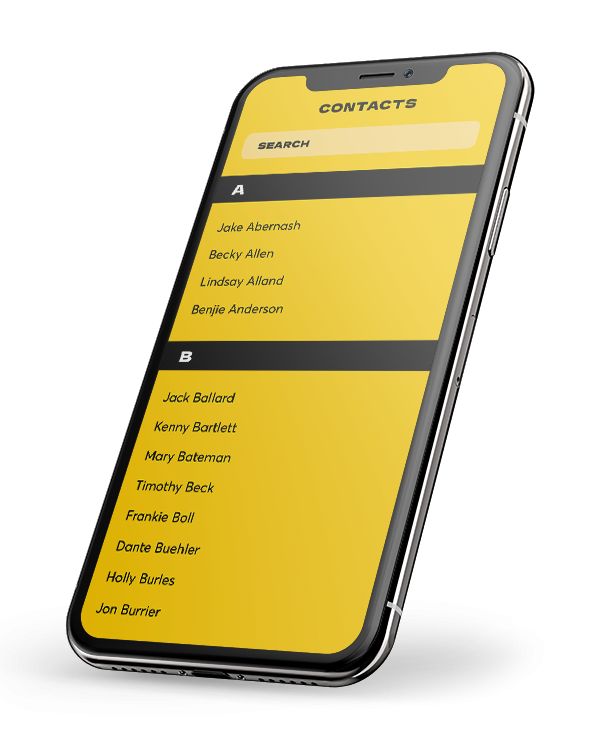 CONTACTS
SEARCH
A
Jake Abernash
Becky Allen
Lindsay Alland
Benjie Anderson
B
Jack Ballard
Kenny Bartlett
Mary Bateman
Timothy Beck
Frankie Boll
Dante Buehler
Holly Burles
Jon Burrier